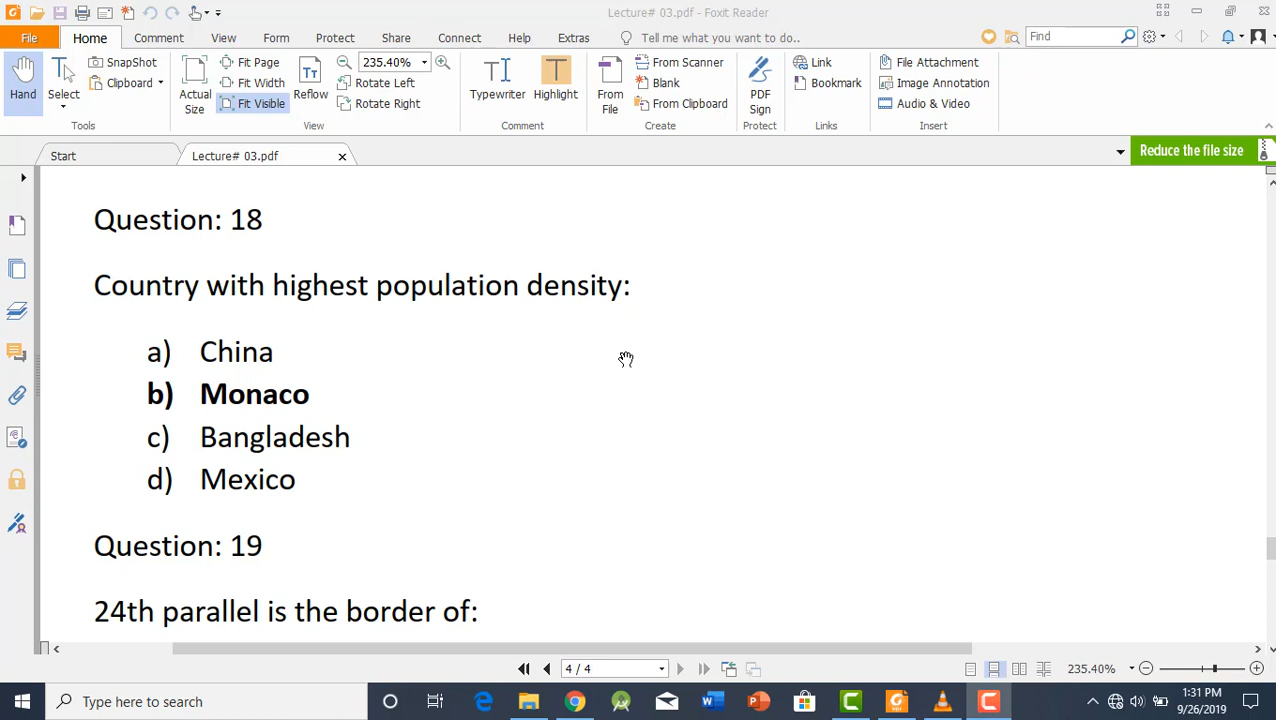 Lecture# 03.pdf - Foxit Reader
File Home Comment View Form Protect Share Connect Help Extras Tell me what you want to do.. Find
Hand
Select
SnapShot
Clipboard
Tools
Actual Size
Fit Page
Fit Width
Fit Visible
Reflow
235.40%
Rotate Left
Rotate Right
View
Typewriter
Highlight
Comment
From File
From Scanner
Blank
From Clipboard
Create
PDF Sign
Protect
Link
Bookmark
Links
File Attachment
Image Annotation
Audio & Video
Insert
Start Lecture# 03.pdf Reduce the file size
Question: 18
Country with highest population density:
a) China
b) Monaco
c) Bangladesh
d) Mexico
Question: 19
24th parallel is the border of:
4 / 4 235.40%
Type here to search
1:31 PM
9/26/2019